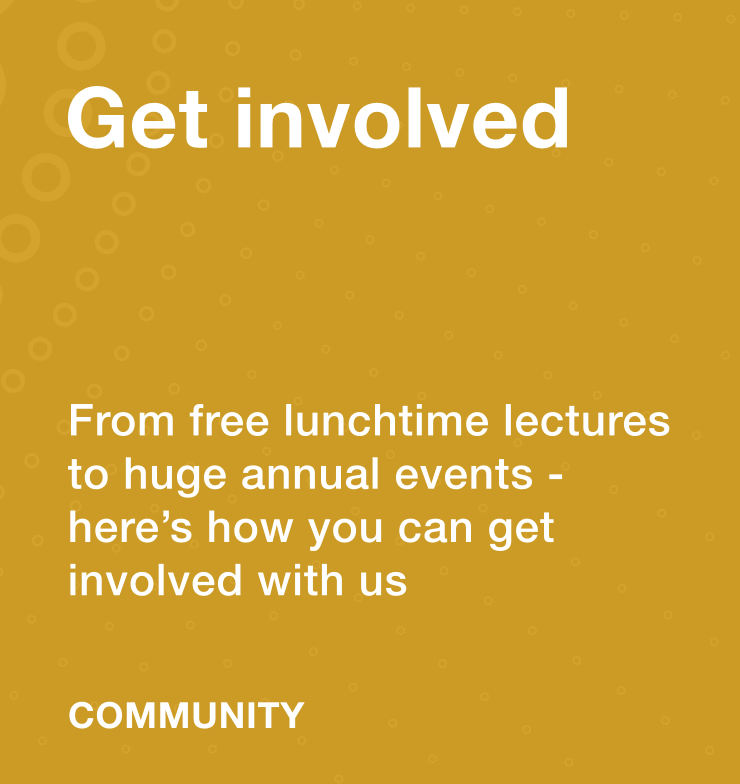 Get involved
From free lunchtime lectures
to huge annual events -
here’s how you can get
involved with us
COMMUNITY